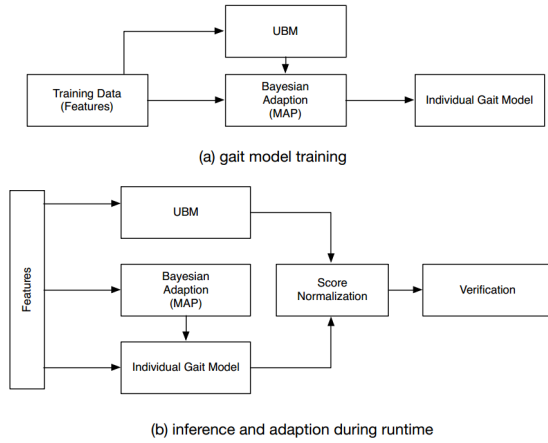 UBM
Training Data
(Features)
Bayesian
Adaption
(MAP)
Individual Gait Model
(a) gait model training
Features
UBM
Bayesian
Adaption
(MAP)
Individual Gait Model
Score
Normalization
Verification
(b) inference and adaption during runtime